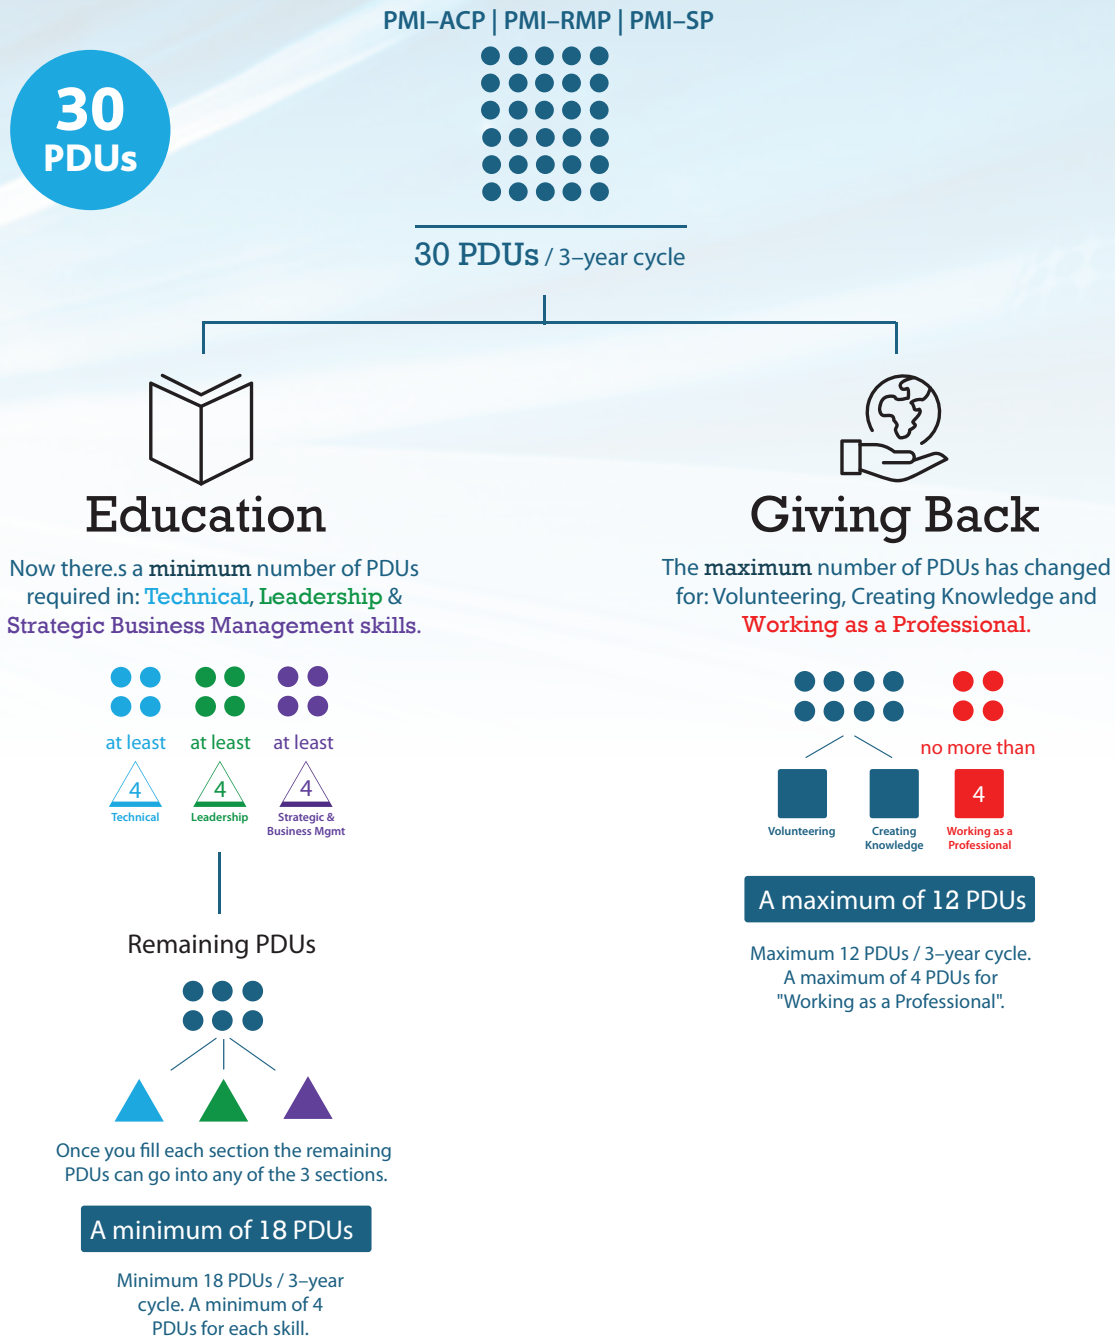 PMI–ACP | PMI–RMP | PMI–SP
30
PDUs
30 PDUs / 3–year cycle
Education
Now there.s a minimum number of PDUs
required in: Technical, Leadership &
Strategic Business Management skills.
at least at least at least
4 4 4
Technical Leadership Strategic &
Business Mgmt
Remaining PDUs
Once you fill each section the remaining
PDUs can go into any of the 3 sections.
A minimum of 18 PDUs
Minimum 18 PDUs / 3–year
cycle. A minimum of 4
PDUs for each skill.
Giving Back
The maximum number of PDUs has changed
for: Volunteering, Creating Knowledge and
Working as a Professional.
no more than
4
Volunteering Creating Working as a
Knowledge Professional
A maximum of 12 PDUs
Maximum 12 PDUs / 3–year cycle.
A maximum of 4 PDUs for
"Working as a Professional".